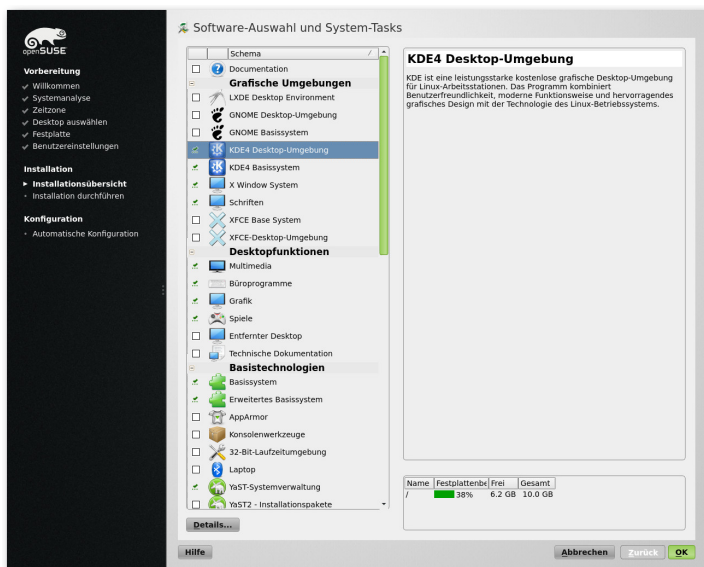 openSUSE
Vorbereitung
Willkommen
Systemanalyse
Zeitzone
Desktop auswählen
Festplatte
Benutzereinstellungen
Installation
Installationsübersicht
Installation durchführen
Konfiguration
Automatische Konfiguration
Software-Auswahl und System-Tasks
Schema
Documentation
Grafische Umgebungen
LXDE Desktop Environment
GNOME Desktop-Umgebung
GNOME Basissystem
KDE4 Desktop-Umgebung
KDE4 Basissystem
X Window System
Schriften
XFCE Base System
XFCE-Desktop-Umgebung
Desktopfunktionen
Multimedia
Büroprogramme
Grafik
Spiele
Entfernter Desktop
Technische Dokumentation
Basistechnologien
Basissystem
Erweitertes Basissystem
AppArmor
Konsolenwerkzeuge
32-Bit-Laufzeitumgebung
Laptop
YaST-Systemverwaltung
YaST2 - Installationspakete
Details...
KDE4 Desktop-Umgebung
KDE ist eine leistungsstarke kostenlose grafische Desktop-Umgebung
für Linux-Arbeitsstationen. Das Programm kombiniert
Benutzerfreundlichkeit, moderne Funktionsweise und hervorragendes
grafisches Design mit der Technologie des Linux-Betriebssystems.
Name Festplattenbe Frei Gesamt
/ 38% 6.2 GB 10.0 GB
Hilfe Abbrechen Zurück OK